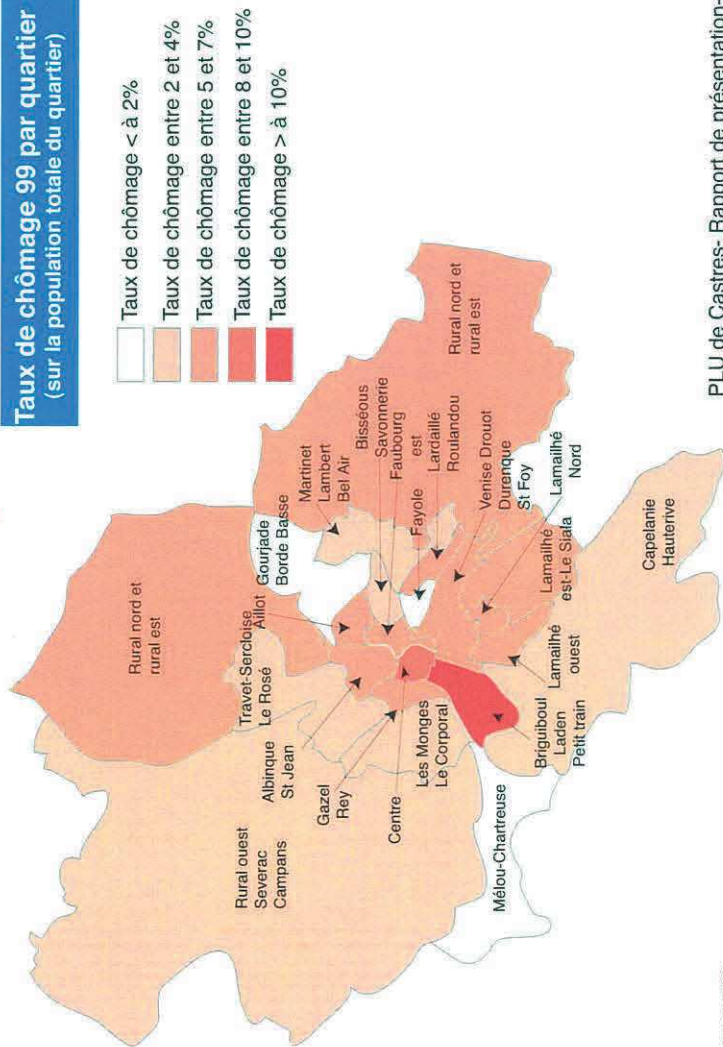 Taux de chômage 99 par quartier
(sur la population totale du quartier)
Taux de chômage < à 2%
Taux de chômage entre 2 et 4%
Taux de chômage entre 5 et 7%
Taux de chômage entre 8 et 10%
Taux de chômage > à 10%
Rural nord et
rural est
Travet-Sercloise
Aillot
Le Rosé
Gourjade
Borde Basse
Martinet
Lambert
Bel Air
Bisséous
Savonnerie
Faubourg
est
Fayole
Lardaillé
Roulandou
Rural nord et
rural est
Albinque
St Jean
Rural ouest
Severac
Campans
Gazel
Rey
Centre
Les Monges
Le Corporal
Venise Drouot
Durenque
St Foy
Lamailhé
Nord
Lamailhé
est-Le Siala
Lamailhé
ouest
Briguiboul
Laden
Petit train
Mélou-Chartreuse
Capelanie
Hauterive
PLU de Castres- Rapport de présentation-